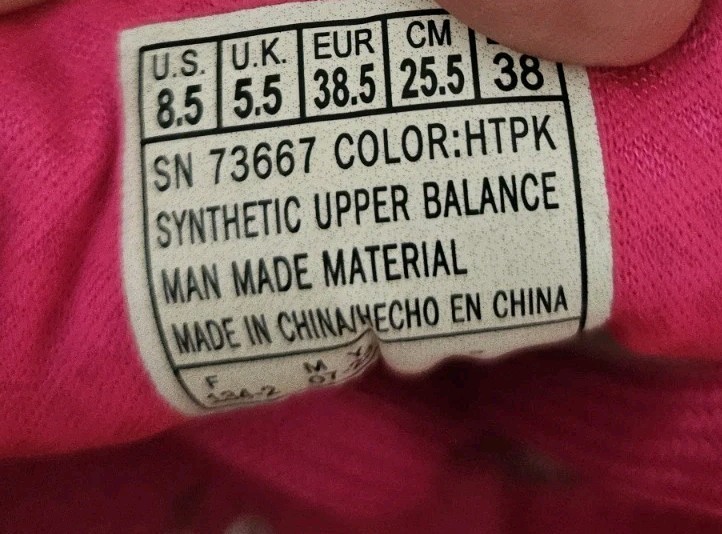 U.S. U.K. EUR CM
8.5 5.5 38.5 25.5 38
SN 73667 COLOR:HTPK
SYNTHETIC UPPER BALANCE
MAN MADE MATERIAL
MADE IN CHINA/HECHO EN CHINA
F M Y